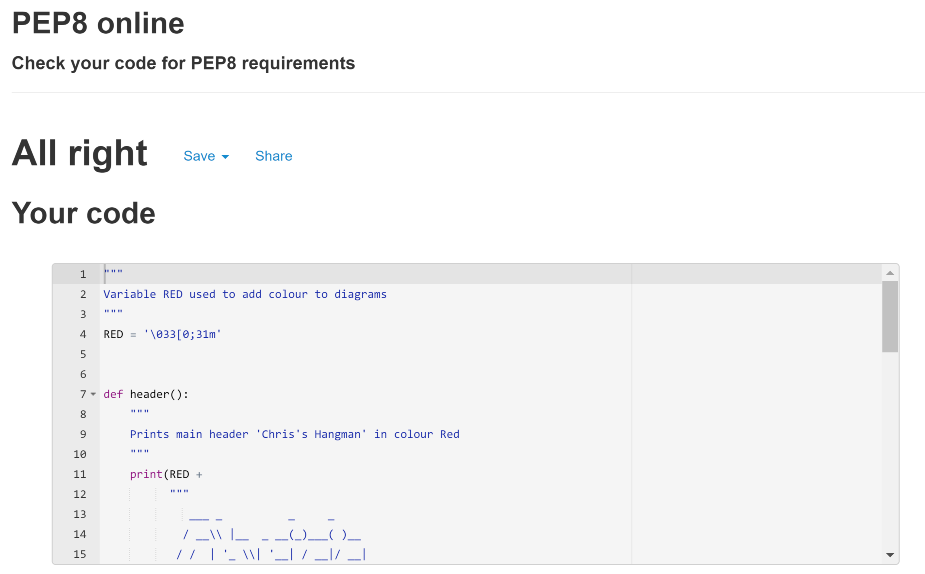 PEP8 online
Check your code for PEP8 requirements
All right Save Share
Your code
1 """
2 Variable RED used to add colour to diagrams
3 """
4 RED = '\033[0;31m'
5
6
7 def header():
8 """
9 Prints main header 'Chris's Hangman' in colour Red
10 """
11 print(RED +
12 """
13 ___ _ _ _
14 / __\\ |__ _ __(_)___( )__
15 / / | '_ \\| '__| / __|/ __|